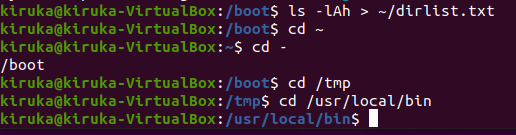 kiruka@kiruka-VirtualBox:/boot$ ls -lAh > ~/dirlist.txt
kiruka@kiruka-VirtualBox:/boot$ cd ~
kiruka@kiruka-VirtualBox:~$ cd -
/boot
kiruka@kiruka-VirtualBox:/boot$ cd /tmp
kiruka@kiruka-VirtualBox:/tmp$ cd /usr/local/bin
kiruka@kiruka-VirtualBox:/usr/local/bin$